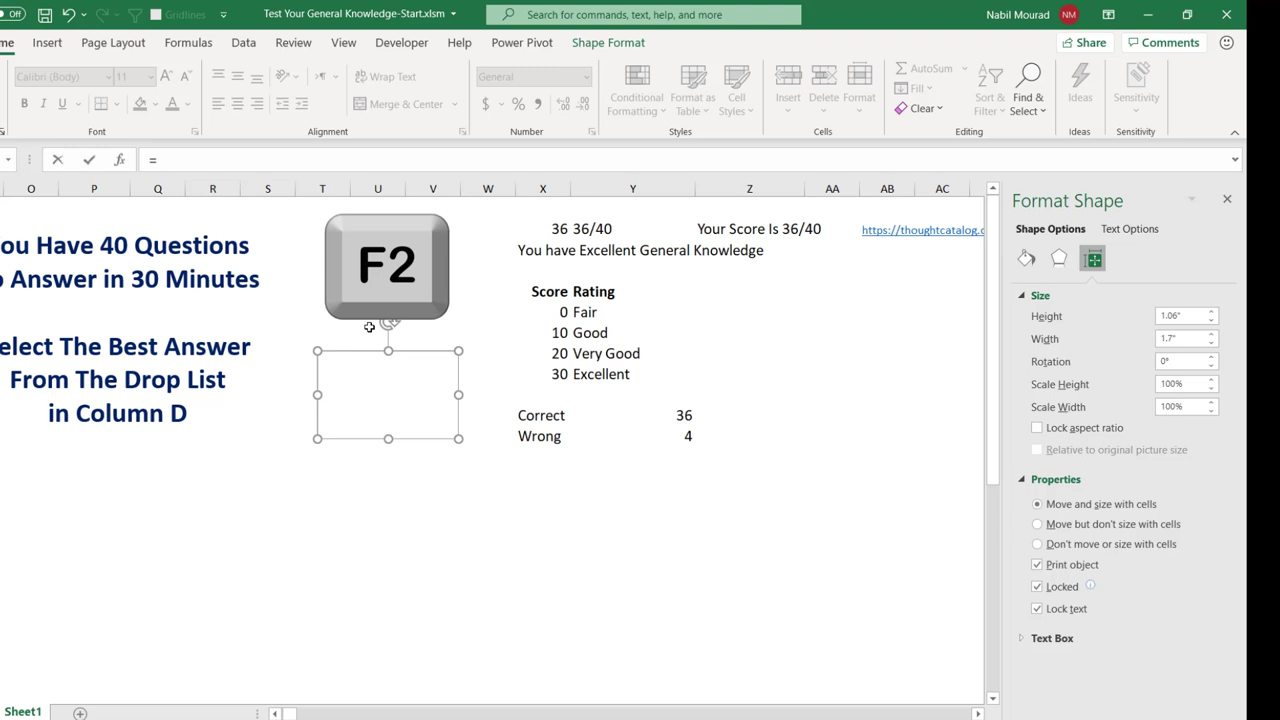 Off
Gridlines
Test Your General Knowledge-Start.xlsm
Search for commands, text, help, and more
Nabil Mourad
NM
me Insert Page Layout Formulas Data Review View Developer Help Power Pivot Shape Format
Share
Comments
Calibri (Body) 11 A A
Wrap Text
General
Conditional Formatting
Format as Table
Cell Styles
Insert Delete Format
AutoSum
Fill
Clear
Sort & Filter
Find & Select
Ideas
Sensitivity
B I U A
Merge & Center
$ % ,
Font Alignment Number Styles Cells Editing Ideas Sensitivity
fx =
O P Q R S T U V W X Y Z AA AB AC
ou Have 40 Questions
o Answer in 30 Minutes
elect The Best Answer
From The Drop List
in Column D
F2
36 36/40 Your Score Is 36/40 https://thoughtcatalog.c
You have Excellent General Knowledge
Score Rating
0 Fair
10 Good
20 Very Good
30 Excellent
Correct 36
Wrong 4
Format Shape
Shape Options Text Options
Size
Height 1.06"
Width 1.7"
Rotation 0°
Scale Height 100%
Scale Width 100%
Lock aspect ratio
Relative to original picture size
Properties
Move and size with cells
Move but don't size with cells
Don't move or size with cells
Print object
Locked
Lock text
Text Box
Sheet1